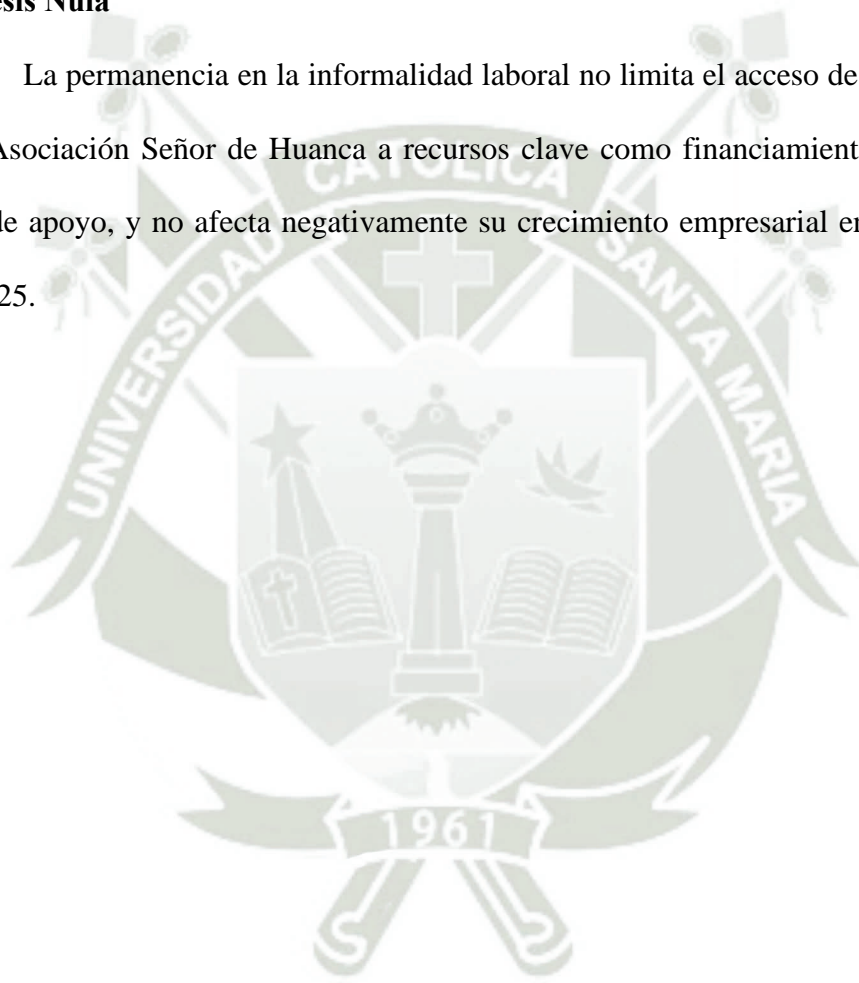 esis Nula
La permanencia en la informalidad laboral no limita el acceso de
Asociación Señor de Huanca a recursos clave como financiamient
de apoyo, y no afecta negativamente su crecimiento empresarial en
25.
UNIVERSIDAD CATOLICA SANTA MARIA
1961